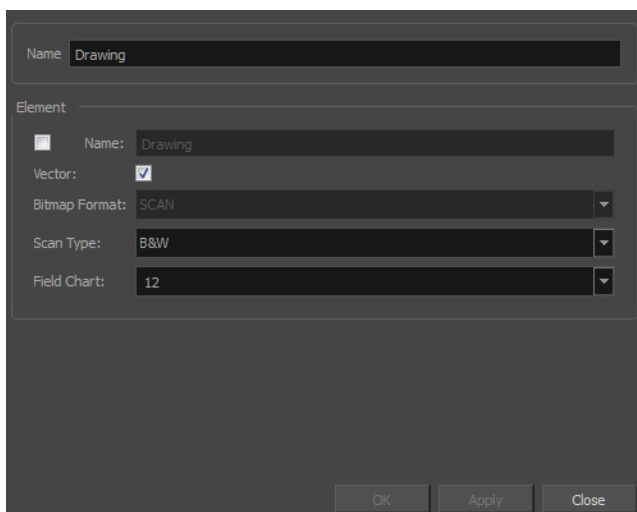 Name Drawing
Element
Name: Drawing
Vector:
Bitmap Format: SCAN
Scan Type: B&W
Field Chart: 12
OK Apply Close